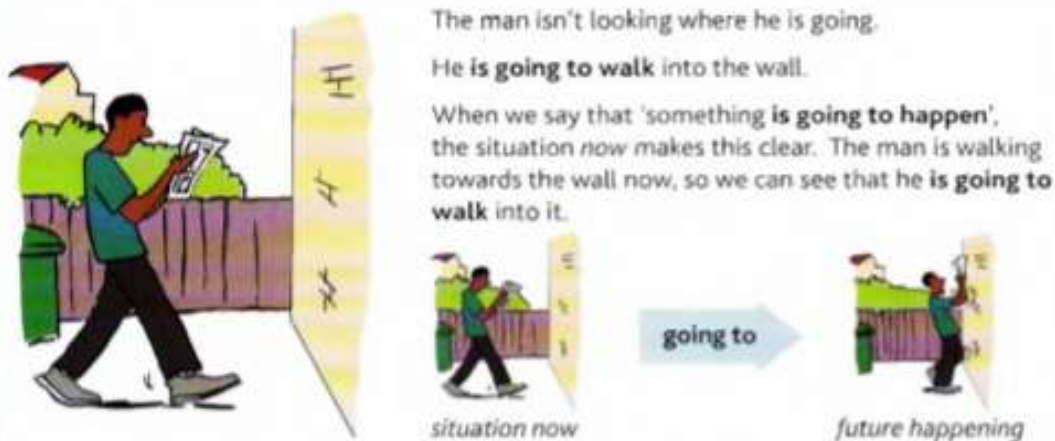 The man isn't looking where he is going.
He is going to walk into the wall.
When we say that 'something is going to happen',
the situation now makes this clear. The man is walking
towards the wall now, so we can see that he is going to
walk into it.
going to
situation now
future happening